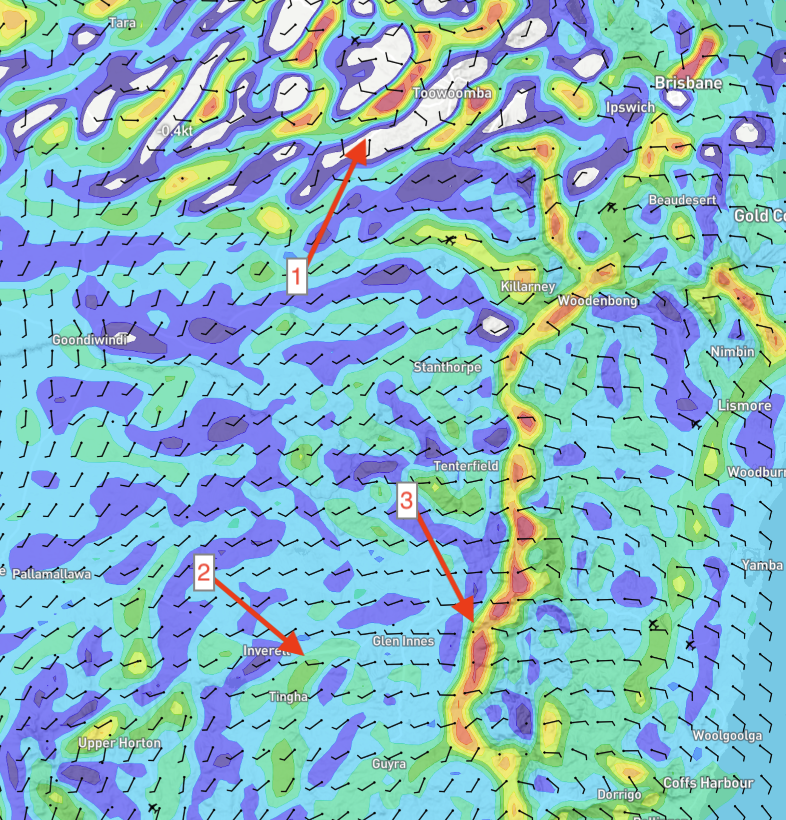 Tara
Toowoomba
Brisbane
Ipswich
-0.4kt
Beaudesert
Gold Co
1
Killarney
Woodenbong
Goondiwindi
Nimbin
Stanthorpe
Lismore
Tenterfield
Woodburn
3
Yamba
2
e Pallamallawa
Glen Innes
Inverell
Tingha
Woolgoolga
Upper Horton
Guyra
Coffs Harbour
Dorrigo